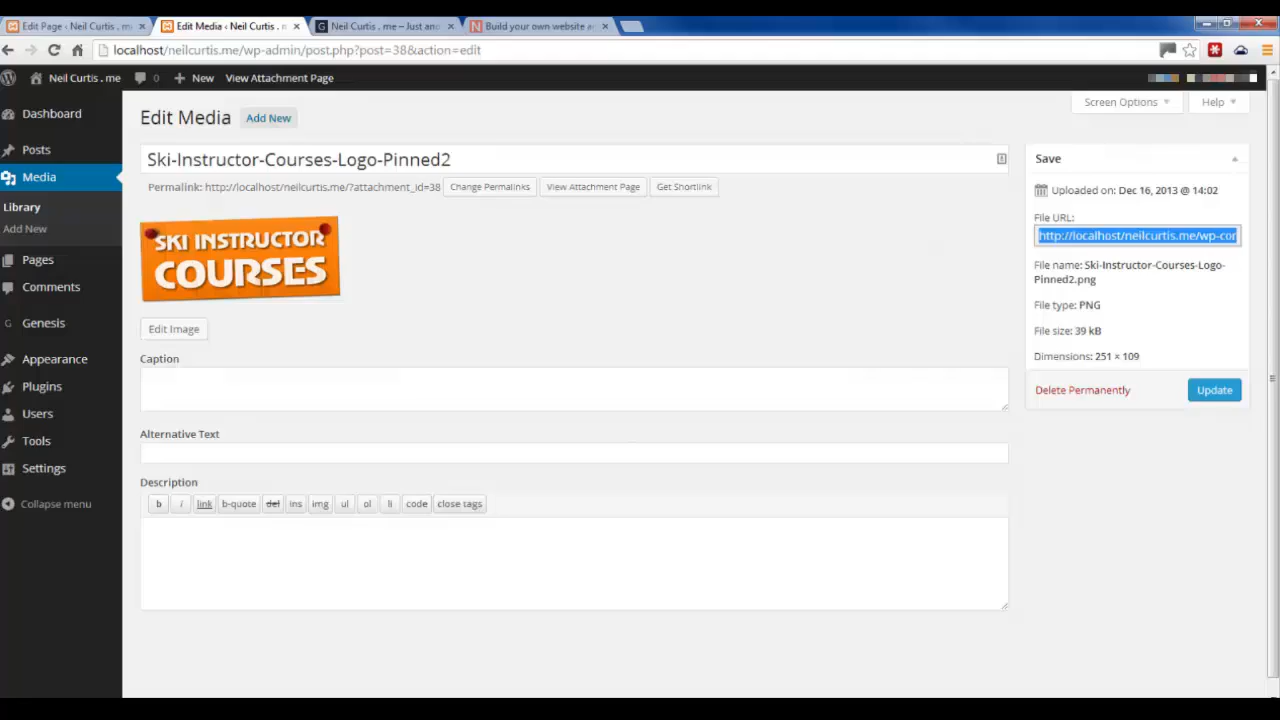 Edit Page ‹ Neil Curtis . m
Edit Media ‹ Neil Curtis . m
Neil Curtis . me – Just ano
Build your own website a
localhost/neilcurtis.me/wp-admin/post.php?post=38&action=edit
Neil Curtis . me
0
New
View Attachment Page
Dashboard
Posts
Media
Library
Add New
Pages
Comments
Genesis
Appearance
Plugins
Users
Tools
Settings
Collapse menu
Screen Options
Help
Edit Media
Add New
Ski-Instructor-Courses-Logo-Pinned2
Permalink: http://localhost/neilcurtis.me/?attachment_id=38
Change Permalinks
View Attachment Page
Get Shortlink
SKI INSTRUCTOR
COURSES
Edit Image
Caption
Alternative Text
Description
b
i
link
b-quote
del
ins
img
ul
ol
li
code
close tags
Save
Uploaded on: Dec 16, 2013 @ 14:02
File URL:
http://localhost/neilcurtis.me/wp-cor
File name: Ski-Instructor-Courses-Logo-
Pinned2.png
File type: PNG
File size: 39 kB
Dimensions: 251 × 109
Delete Permanently
Update